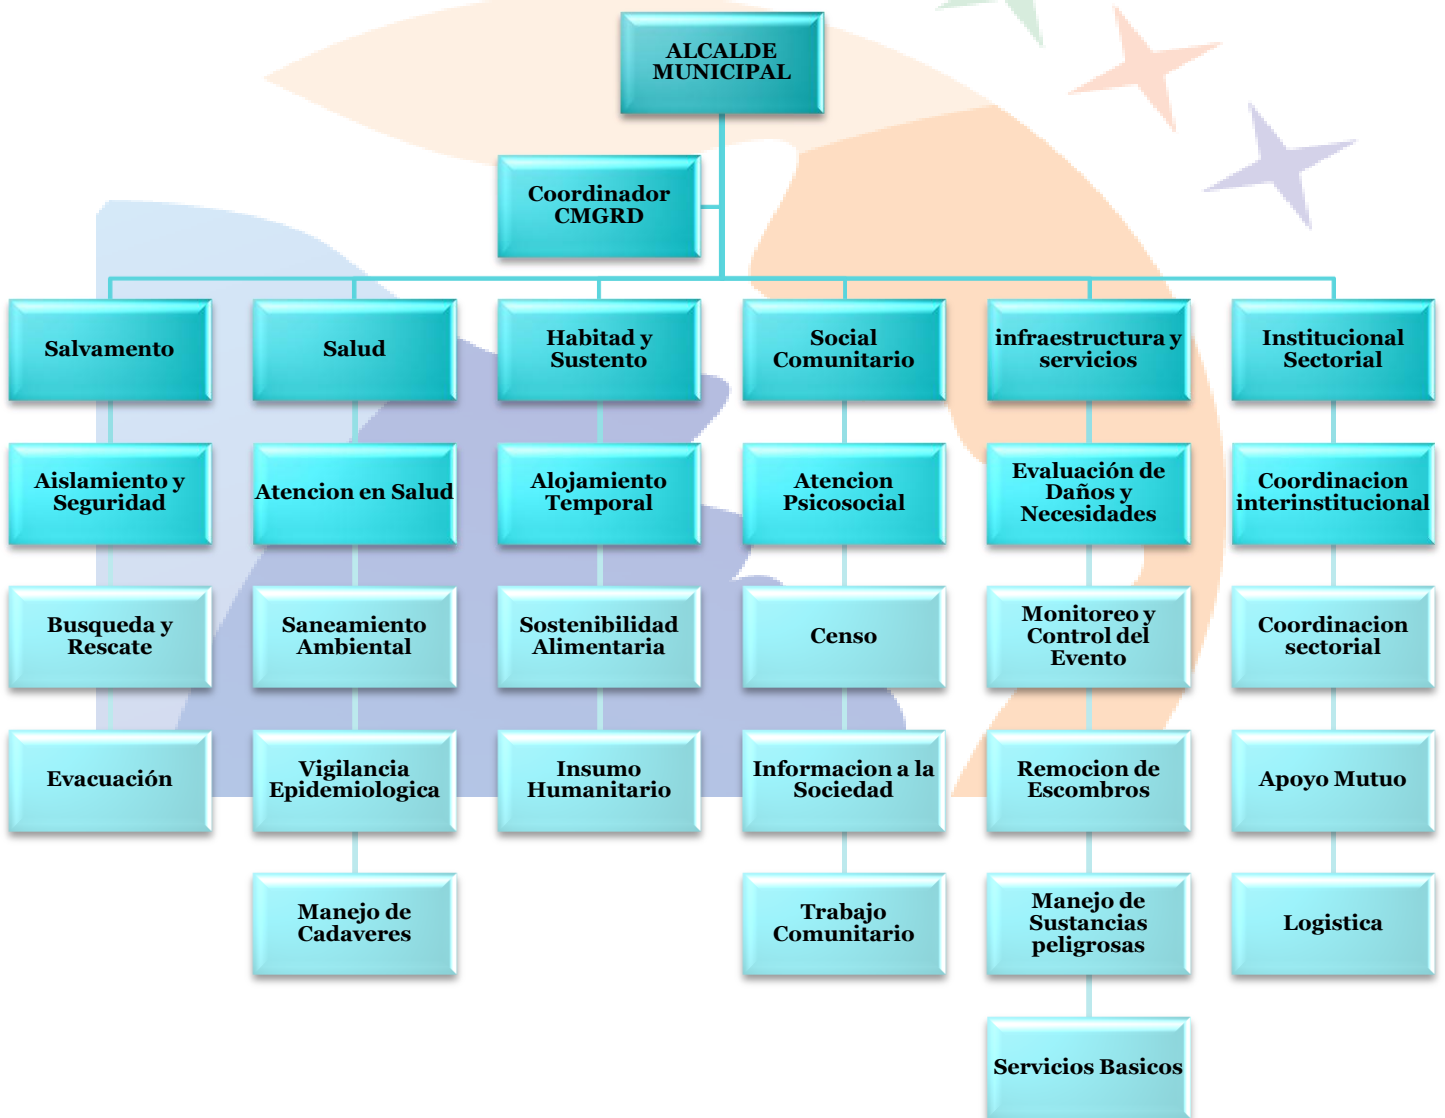 ALCALDE
MUNICIPAL
Coordinador
CMGRD
Salvamento
Salud
Habitad y
Sustento
Social
Comunitario
infraestructura y
servicios
Institucional
Sectorial
Aislamiento y
Seguridad
Atencion en Salud
Alojamiento
Temporal
Atencion
Psicosocial
Evaluación de
Daños y
Necesidades
Coordinacion
interinstitucional
Busqueda y
Rescate
Saneamiento
Ambiental
Sostenibilidad
Alimentaria
Censo
Monitoreo y
Control del
Evento
Coordinacion
sectorial
Evacuación
Vigilancia
Epidemiologica
Insumo
Humanitario
Informacion a la
Sociedad
Remocion de
Escombros
Apoyo Mutuo
Manejo de
Cadaveres
Trabajo
Comunitario
Manejo de
Sustancias
peligrosas
Logistica
Servicios Basicos